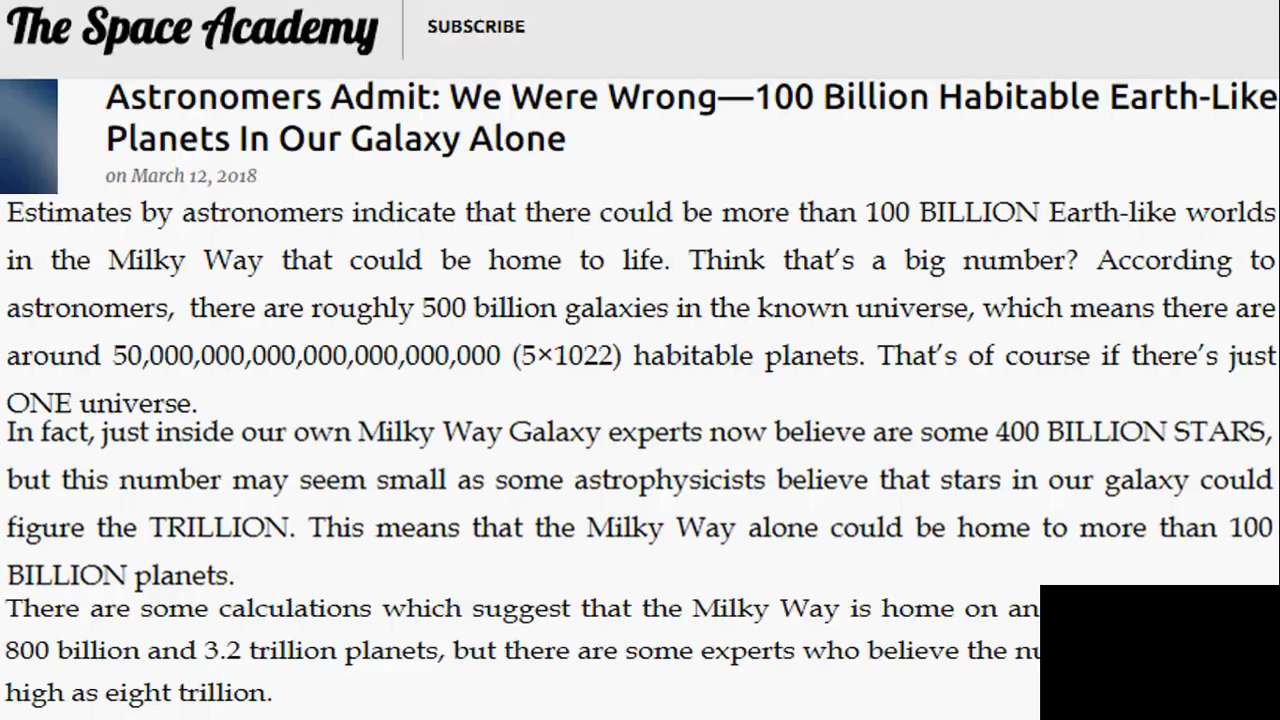 The Space Academy
SUBSCRIBE
Astronomers Admit: We Were Wrong—100 Billion Habitable Earth-Like
Planets In Our Galaxy Alone
on March 12, 2018
Estimates by astronomers indicate that there could be more than 100 BILLION Earth-like worlds
in the Milky Way that could be home to life. Think that's a big number? According to
astronomers, there are roughly 500 billion galaxies in the known universe, which means there are
around 50,000,000,000,000,000,000,000 (5×1022) habitable planets. That's of course if there's just
ONE universe.
In fact, just inside our own Milky Way Galaxy experts now believe are some 400 BILLION STARS,
but this number may seem small as some astrophysicists believe that stars in our galaxy could
figure the TRILLION. This means that the Milky Way alone could be home to more than 100
BILLION planets.
There are some calculations which suggest that the Milky Way is home on an
800 billion and 3.2 trillion planets, but there are some experts who believe the
high as eight trillion.